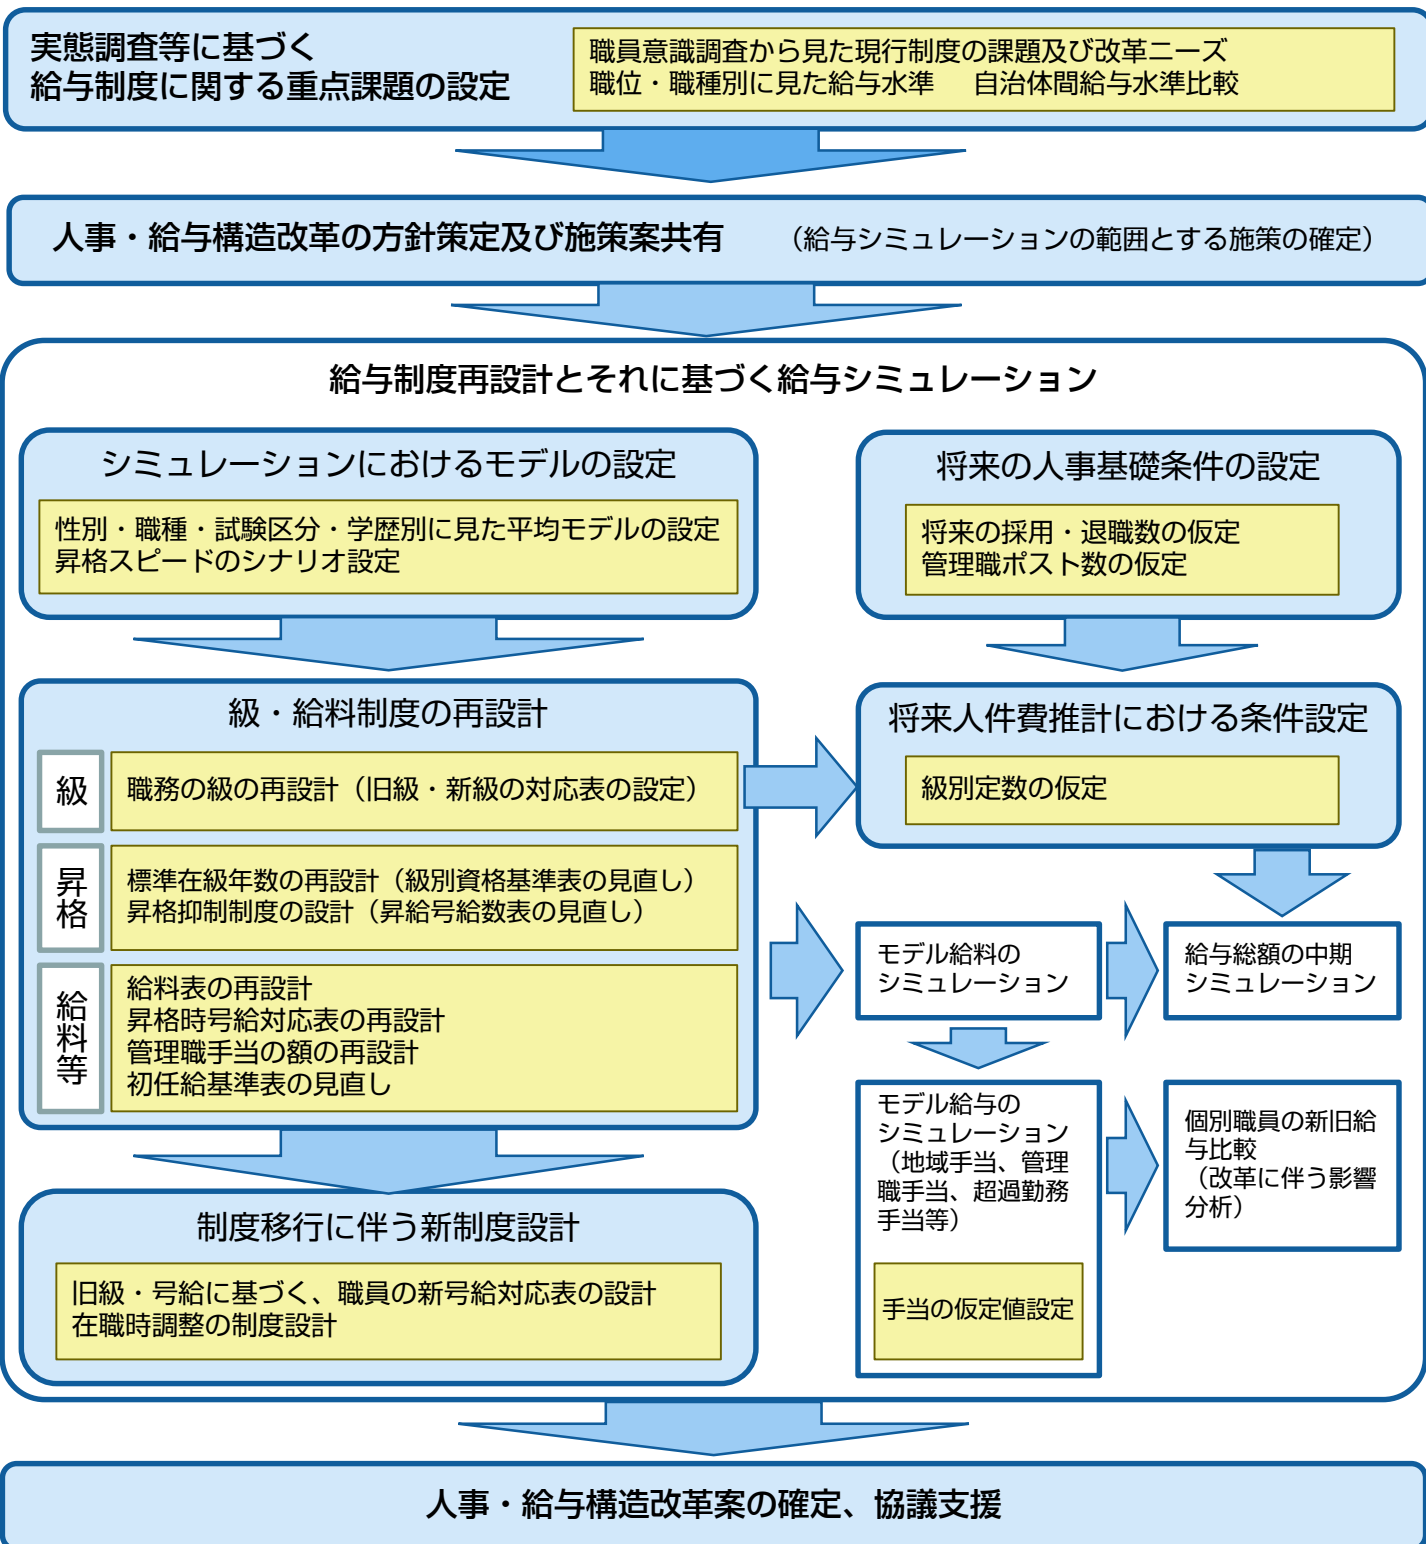 実態調査等に基づく
給与制度に関する重点課題の設定
職員意識調査から見た現行制度の課題及び改革ニーズ
職位・職種別に見た給与水準　自治体間給与水準比較
人事・給与構造改革の方針策定及び施策案共有　（給与シミュレーションの範囲とする施策の確定）
給与制度再設計とそれに基づく給与シミュレーション
シミュレーションにおけるモデルの設定
性別・職種・試験区分・学歴別に見た平均モデルの設定
昇格スピードのシナリオ設定
将来の人事基礎条件の設定
将来の採用・退職数の仮定
管理職ポスト数の仮定
級・給料制度の再設計
級
職務の級の再設計（旧級・新級の対応表の設定）
昇格
標準在級年数の再設計（級別資格基準表の見直し）
昇格抑制制度の設計（昇給号給数表の見直し）
給料等
給料表の再設計
昇格時号給対応表の再設計
管理職手当の額の再設計
初任給基準表の見直し
将来人件費推計における条件設定
級別定数の仮定
モデル給料の
シミュレーション
給与総額の中期
シミュレーション
モデル給与の
シミュレーション
（地域手当、管理
職手当、超過勤務
手当等）
手当の仮定値設定
個別職員の新旧給
与比較
（改革に伴う影響
分析）
制度移行に伴う新制度設計
旧級・号給に基づく、職員の新号給対応表の設計
在職時調整の制度設計
人事・給与構造改革案の確定、協議支援